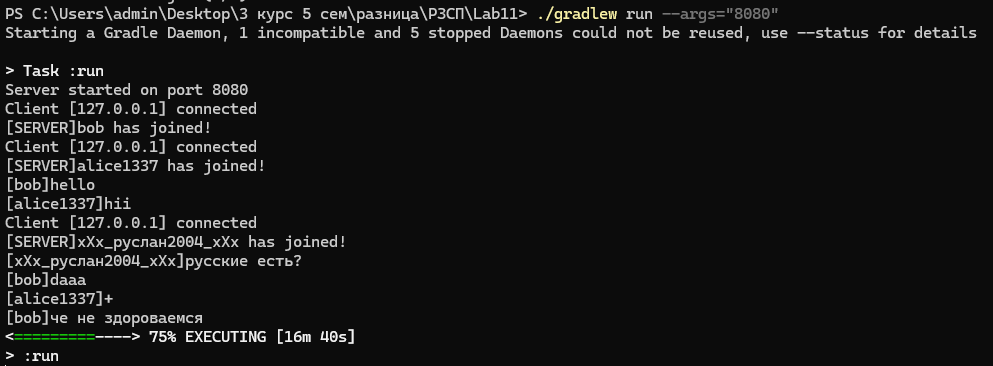 PS C:\Users\admin\Desktop\3 курс 5 сем\разница\РЗСП\Lab11> ./gradlew run --args="8080"
Starting a Gradle Daemon, 1 incompatible and 5 stopped Daemons could not be reused, use --status for details
> Task :run
Server started on port 8080
Client [127.0.0.1] connected
[SERVER]bob has joined!
Client [127.0.0.1] connected
[SERVER]alice1337 has joined!
[bob]hello
[alice1337]hii
Client [127.0.0.1] connected
[SERVER]xXx_руслан2004_xXx has joined!
[xXx_руслан2004_xXx]русские есть?
[bob]daaa
[alice1337]+
[bob]че не здороваемся
<=========----> 75% EXECUTING [16m 40s]
> :run